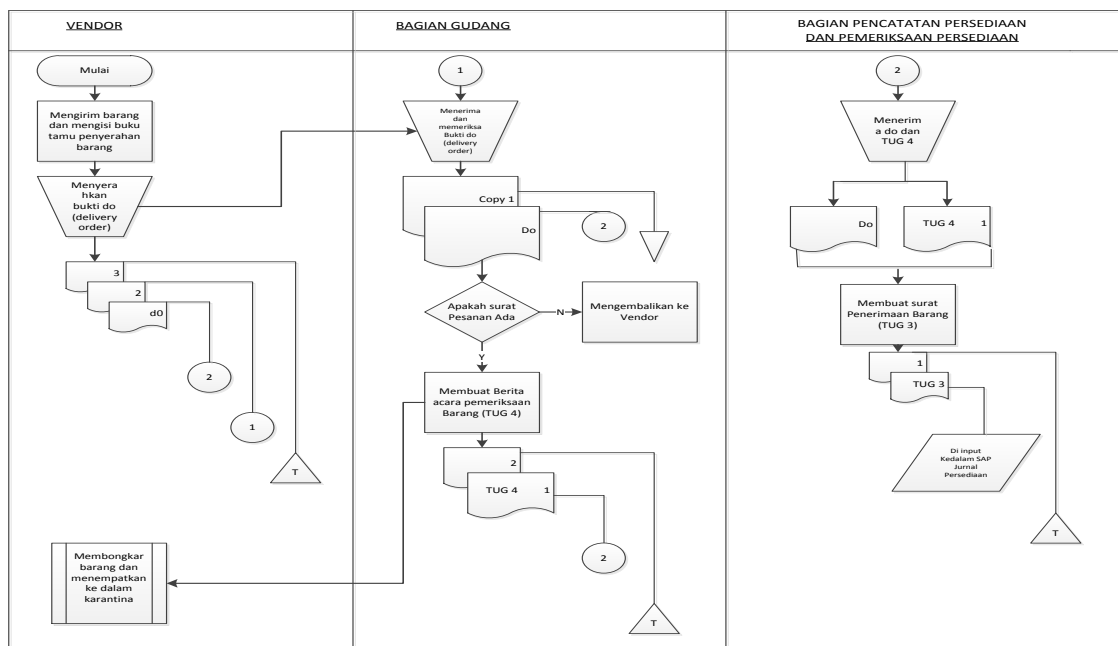 VENDOR
BAGIAN GUDANG
BAGIAN PENCATATAN PERSEDIAAN
DAN PEMERIKSAAN PERSEDIAAN
Mulai
Mengirim barang
dan mengisi buku
tamu penyerahan
barang
Menyera
hkan
bukti do
(delivery
order)
3
2
d0
2
1
T
Membongkar
barang dan
menempatkan
ke dalam
karantina
1
Menerima
dan
memeriksa
Bukti do
(delivery
order)
Copy 1
Do
2
Apakah surat
Pesanan Ada
N
Mengembalikan ke
Vendor
Y
Membuat Berita
acara pemeriksaan
Barang (TUG 4)
2
TUG 4 1
2
T
2
Menerim
a do dan
TUG 4
Do
TUG 4 1
Membuat surat
Penerimaan Barang
(TUG 3)
1
TUG 3
Di input
Kedalam SAP
Jurnal
Persediaan
T